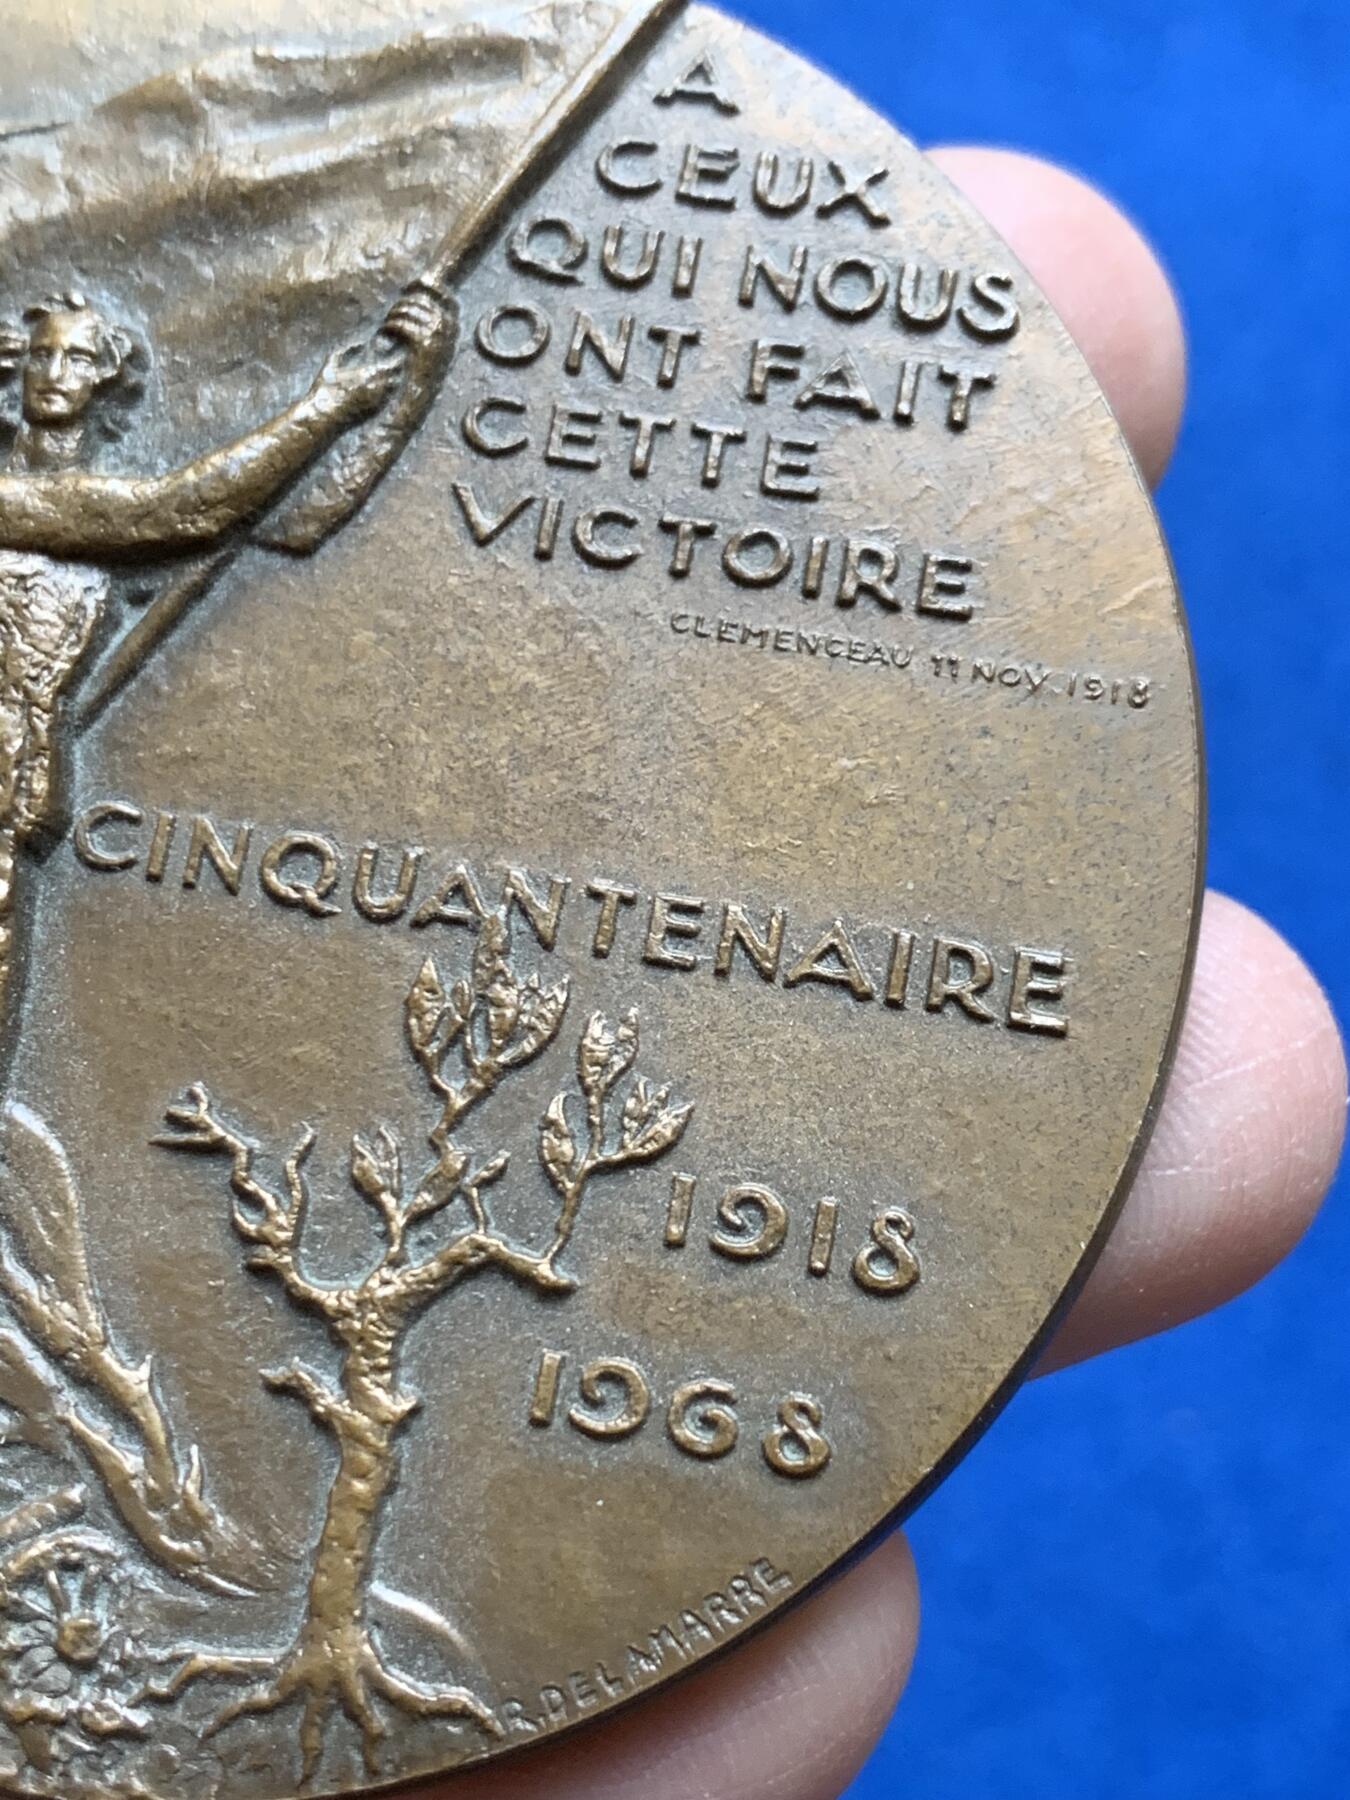 A
CEUX
QUI NOUS
ONT FAIT
CETTE
VICTOIRE
CLEMENCEAU 11 NOV. 1918
CINQUANTENAIRE
1918
1968
R. DELAMARRE